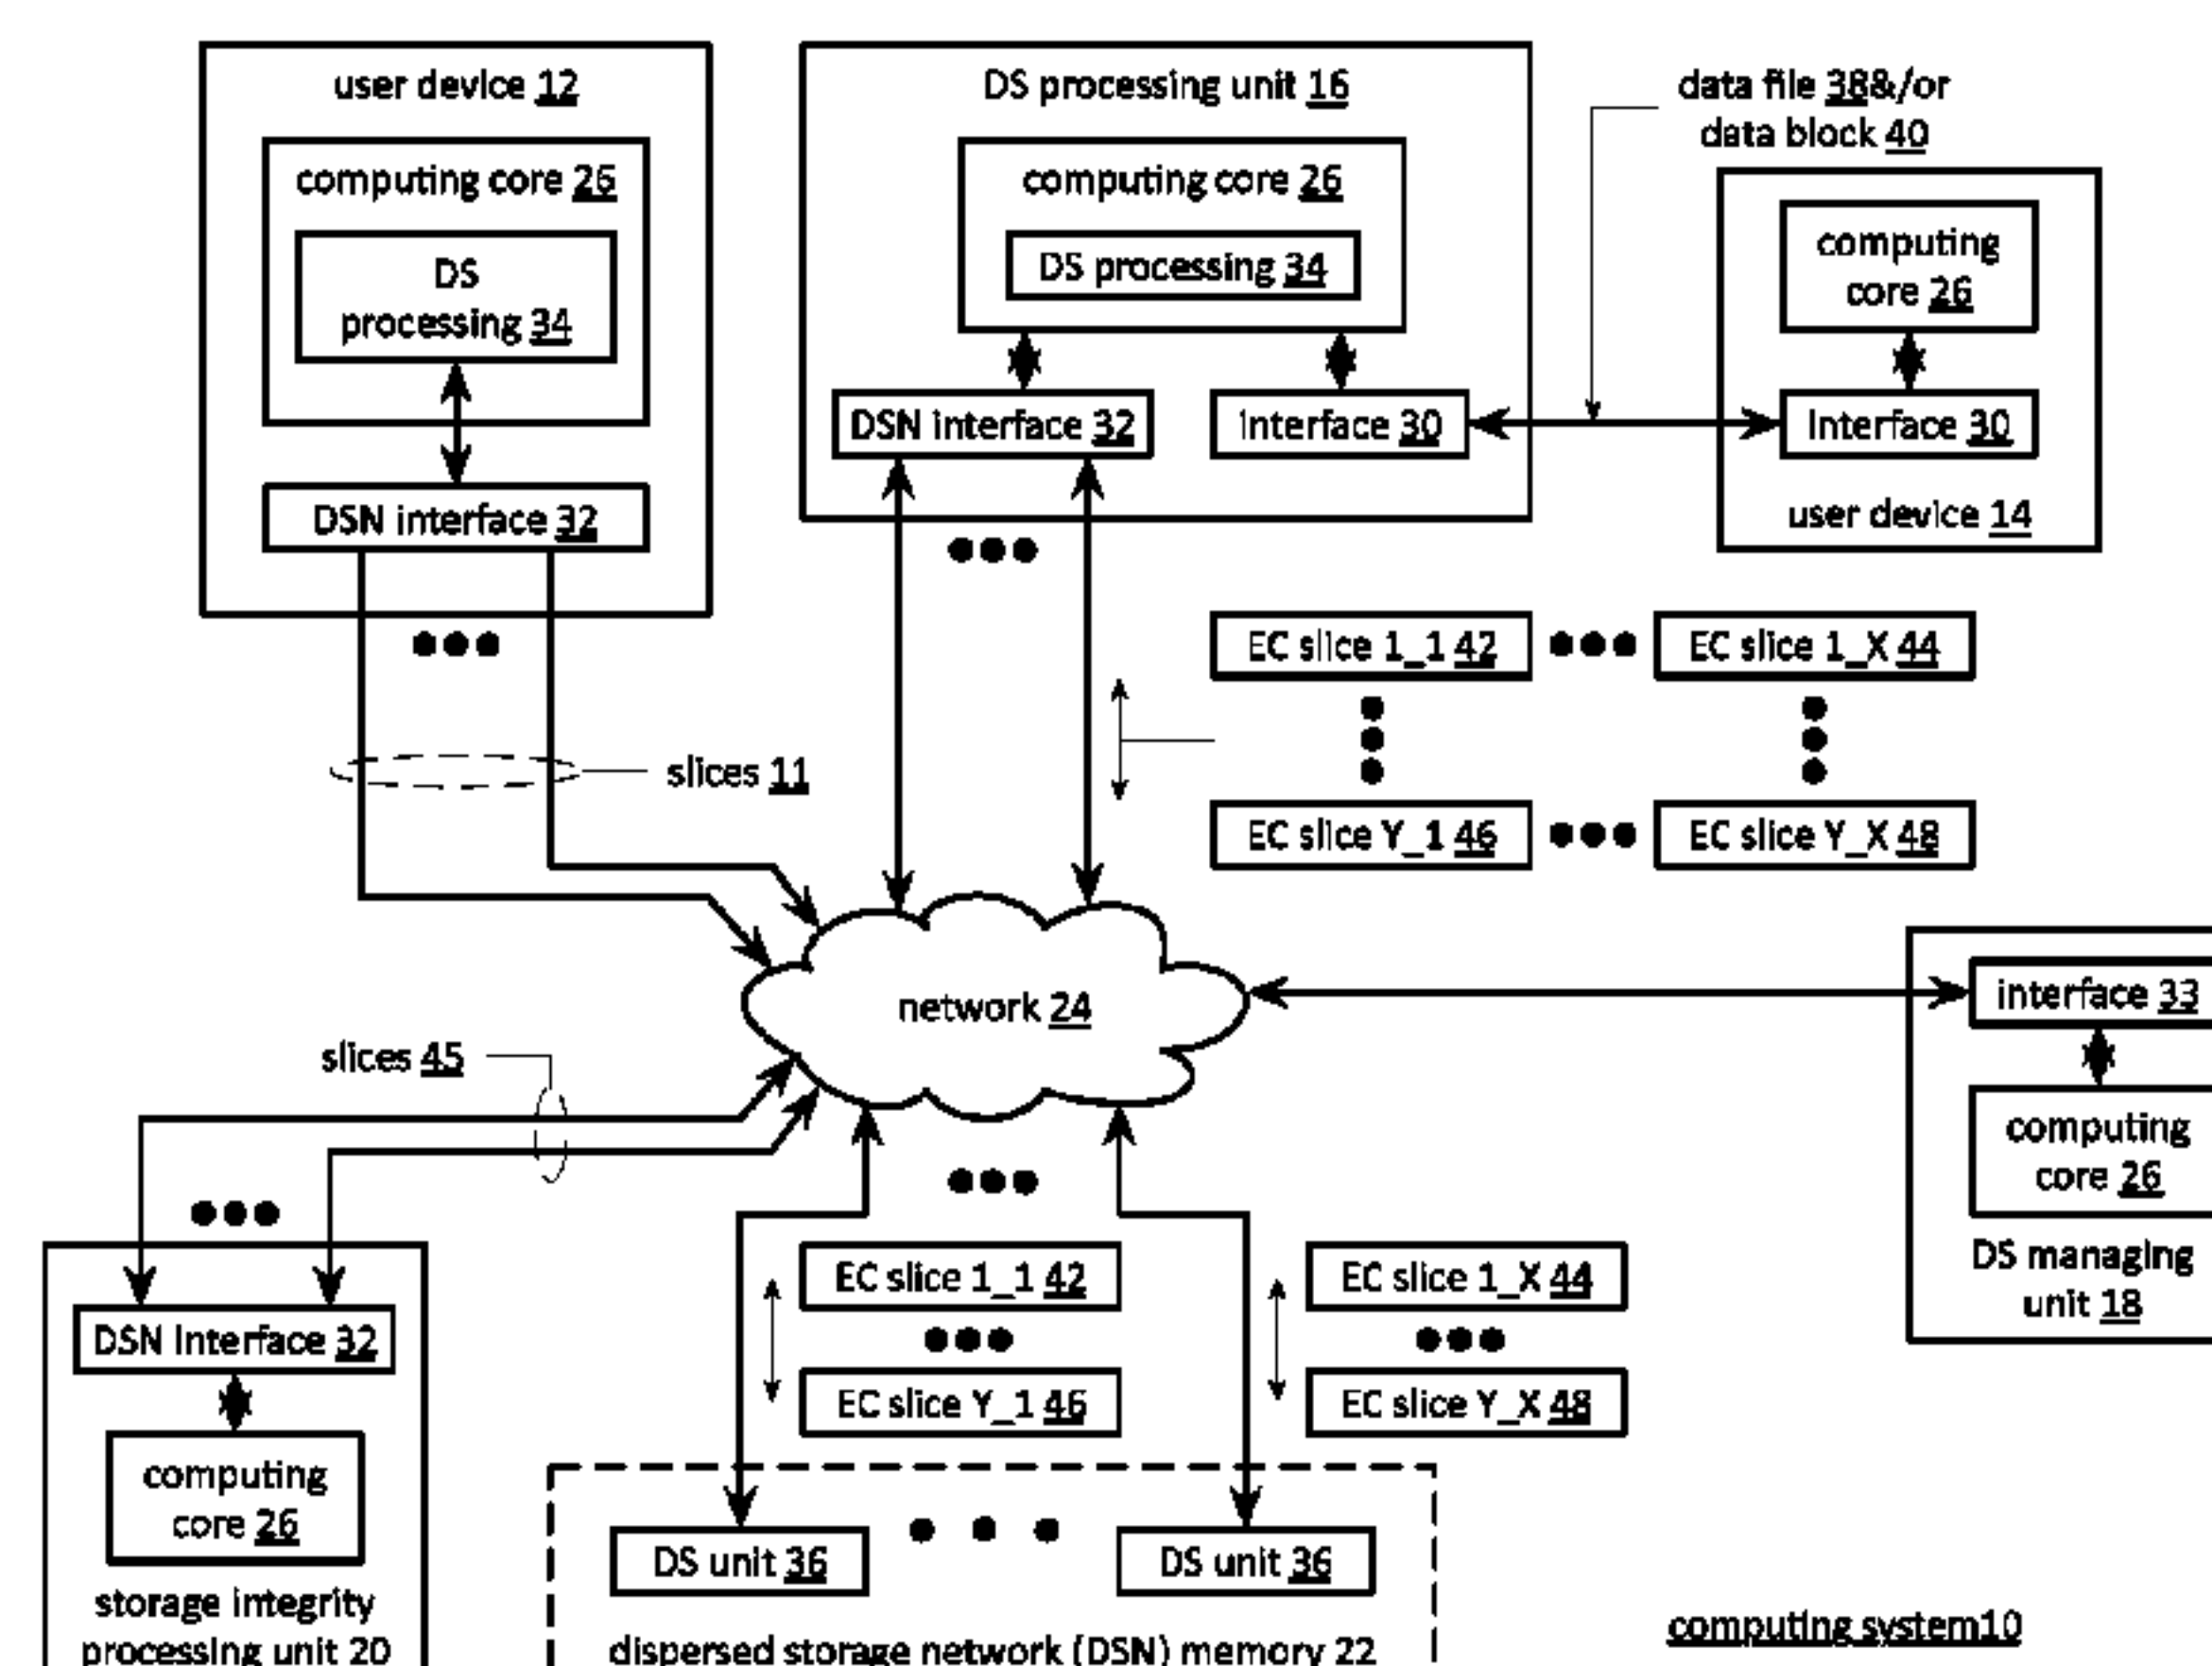 user device 12
computing core 26
DS
processing 34
DSN interface 32
DS processing unit 16
computing core 26
DS processing 34
DSN interface 32
interface 30
data file 38&/or
data block 40
computing
core 26
interface 30
user device 14
EC slice 1_1 42
EC slice 1_X 44
slices 11
EC slice Y_1 46
EC slice Y_X 48
network 24
interface 33
computing
core 26
DS managing
unit 18
slices 45
DSN interface 32
computing
core 26
storage integrity
processing unit 20
EC slice 1_1 42
EC slice 1_X 44
EC slice Y_1 46
EC slice Y_X 48
DS unit 36
DS unit 36
dispersed storage network (DSN) memory 22
computing system10